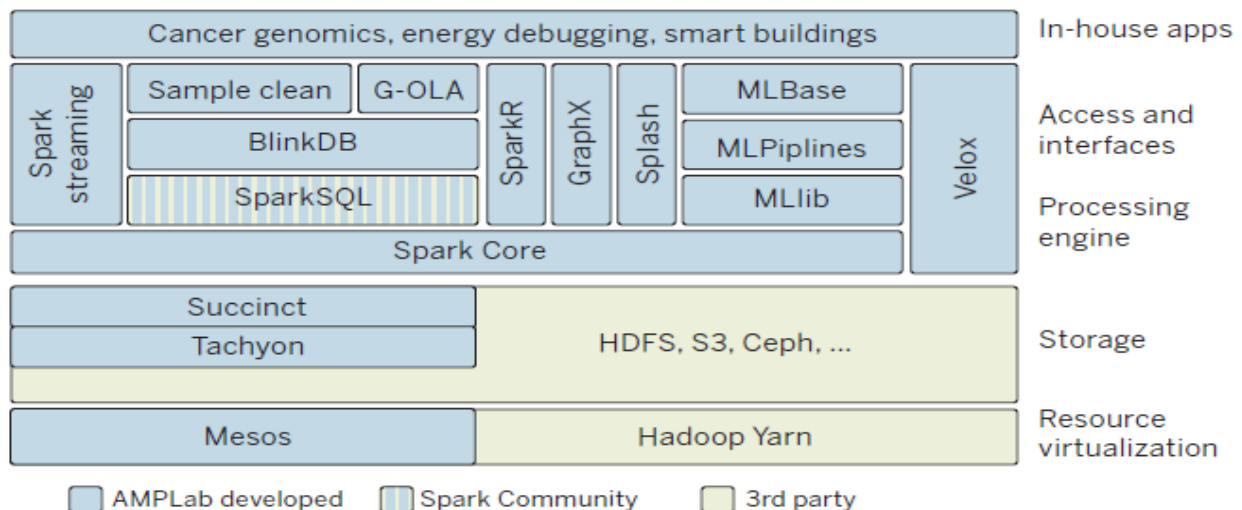 Cancer genomics, energy debugging, smart buildings
In-house apps
Spark
streaming
Sample clean
G-OLA
BlinkDB
SparkSQL
SparkR
GraphX
Splash
MLBase
MLPiplines
MLlib
Velox
Access and
interfaces
Spark Core
Processing
engine
Succinct
Tachyon
HDFS, S3, Ceph, ...
Storage
Mesos
Hadoop Yarn
Resource
virtualization
AMPLab developed
Spark Community
3rd party